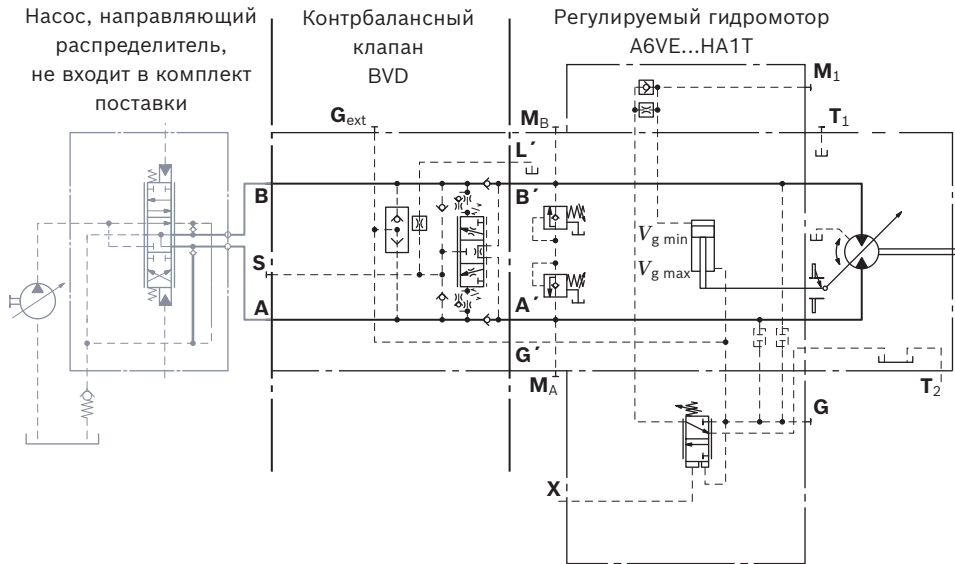 Насос, направляющий
распределитель,
не входит в комплект
поставки
Контрбалансный
клапан
BVD
Регулируемый гидромотор
A6VE...HA1T
M1
Gext
MB
T1
L´
B
B´
Vg min
S
Vg max
A
A´
G´
MA
T2
G
X